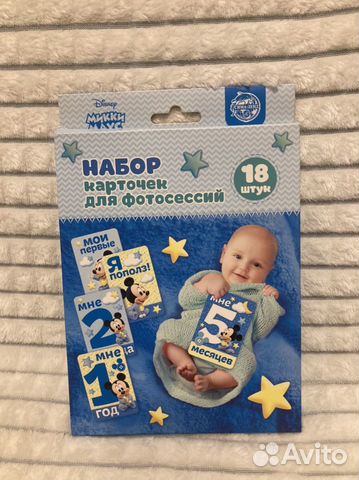 Disney
МИККИ
МАУС
НАБОР
карточек
для фотосессий
18
штук
МОИ
первые
Я
пополз!
мне
2
да
мне
1
ГОД
мне
5
месяцев
Avito